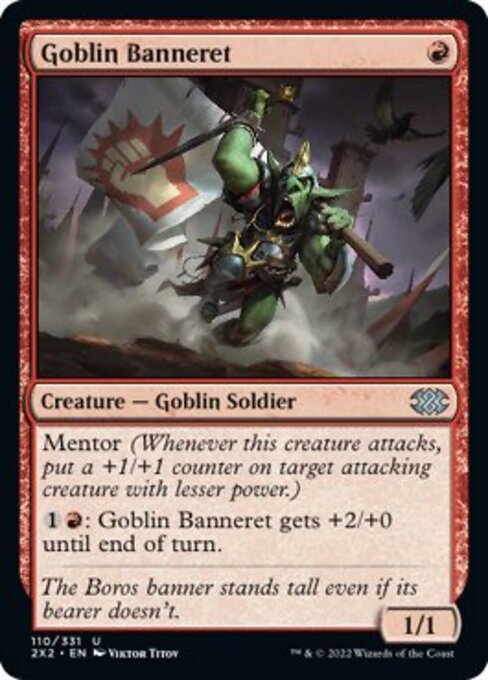 Goblin Banneret
Creature — Goblin Soldier
Mentor (Whenever this creature attacks,
put a +1/+1 counter on target attacking
creature with lesser power.)
1 R: Goblin Banneret gets +2/+0
until end of turn.
The Boros banner stands tall even if its
bearer doesn't.
1/1
110/331 U
2X2 • EN Viktor Titov
™ & © 2022 Wizards of the Coast